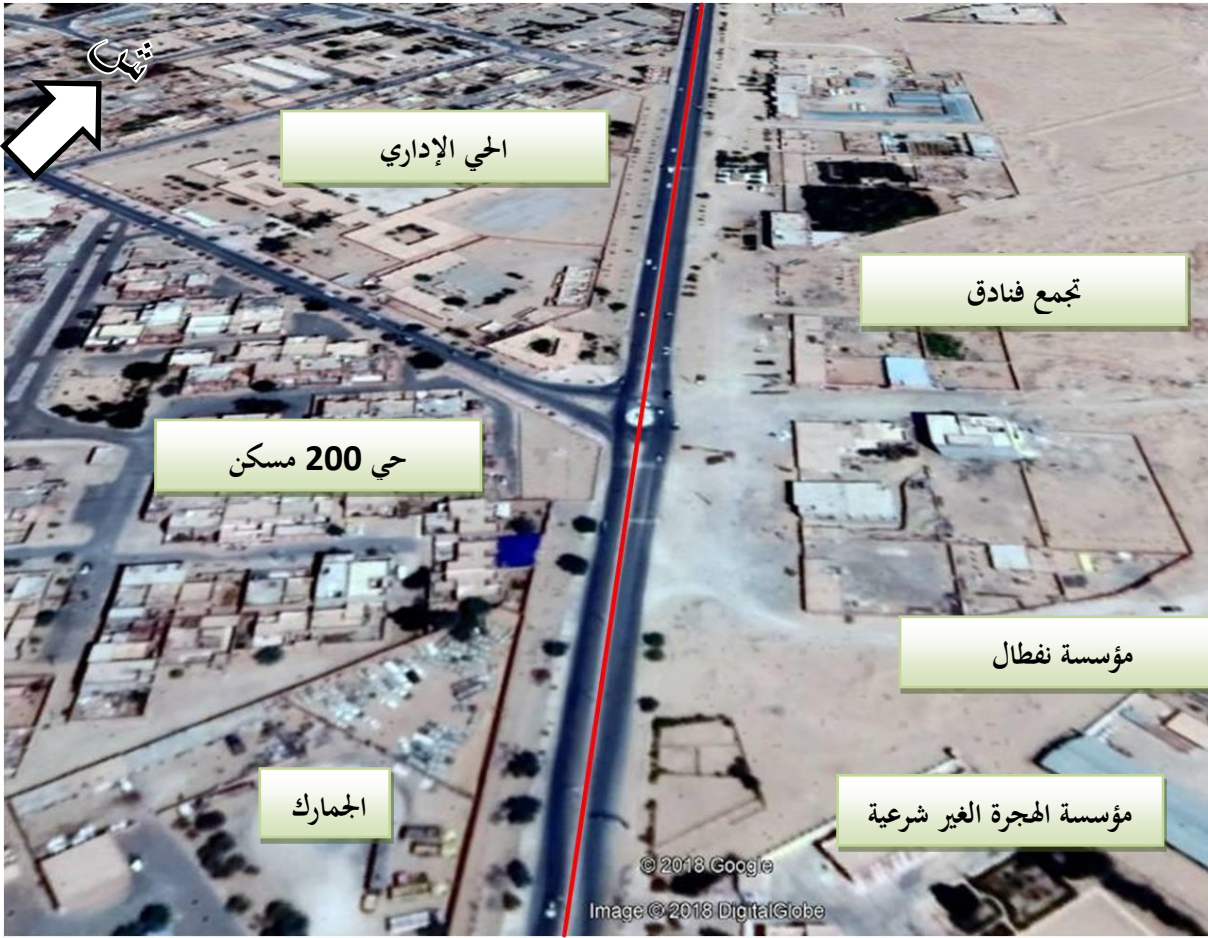 ش
الحي الإداري
تجمع فنادق
حي 200 مسكن
مؤسسة نفطال
الجمارك
مؤسسة الهجرة الغير شرعية
© 2018 Google
Image © 2018 DigitalGlobe